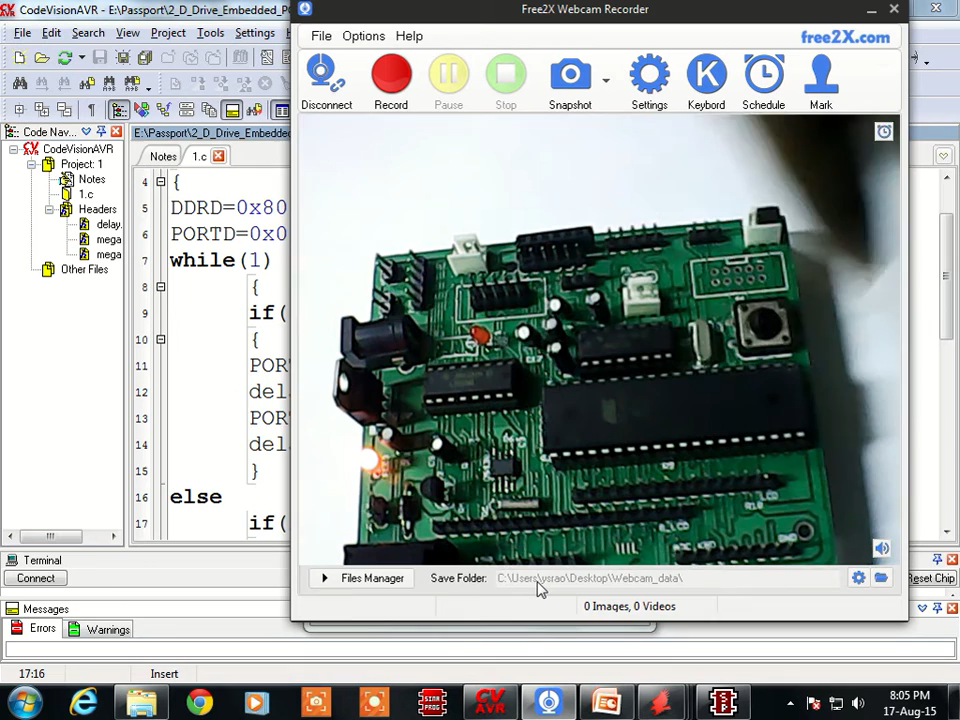 CodeVisionAVR
E:\Passport\2_D_Drive_Embedded_PO
Free2X Webcam Recorder
File Edit Search View Project Tools Settings
File Options Help
free2X.com
Disconnect Record Pause Stop Snapshot Settings Keybord Schedule Mark
Code Nav...
E:\Passport\2_D_Drive_Embedded
Notes 1.c
CodeVisionAVR
Project: 1
Notes
1.c
Headers
delay.
mega
mega
Other Files
4 {
5 DDRD=0x80
6 PORTD=0x0
7 while(1)
8 {
9 if(
10 {
11 POR
12 del
13 POR
14 del
15 }
16 else
17 if(
Terminal
Connect
Files Manager Save Folder: C:\Users\vsrao\Desktop\Webcam_data\
Reset Chip
0 Images, 0 Videos
Messages
Errors Warnings
17:16 Insert
8:05 PM
17-Aug-15